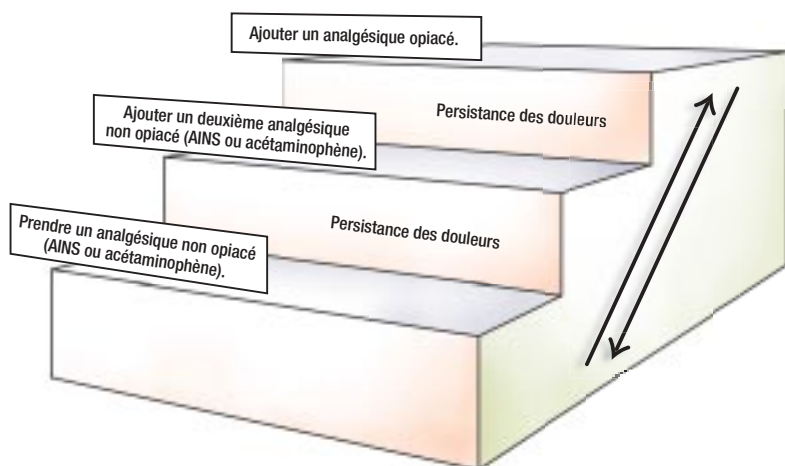 Ajouter un analgésique opiacé.
Persistance des douleurs
Ajouter un deuxième analgésique
non opiacé (AINS ou acétaminophène).
Persistance des douleurs
Prendre un analgésique non opiacé
(AINS ou acétaminophène).